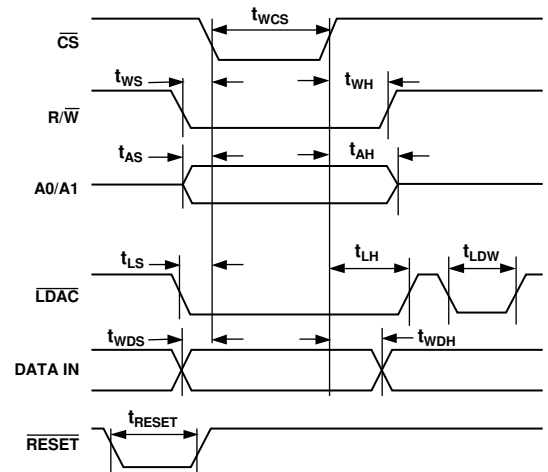 CS
tWCS
tWS
tWH
R/W
tAS
tAH
A0/A1
tLS
tLH
tLDW
LDAC
tWDS
tWDH
DATA IN
tRESET
RESET